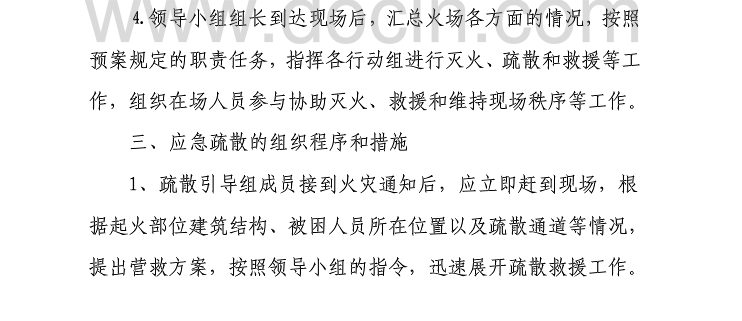 4.领导小组组长到达现场后，汇总火场各方面的情况，按照
预案规定的职责任务，指挥各行动组进行灭火、疏散和救援等工
作，组织在场人员参与协助灭火、救援和维持现场秩序等工作。
三、应急疏散的组织程序和措施
1、疏散引导组成员接到火灾通知后，应立即赶到现场，根
据起火部位建筑结构、被困人员所在位置以及疏散通道等情况，
提出营救方案，按照领导小组的指令，迅速展开疏散救援工作。